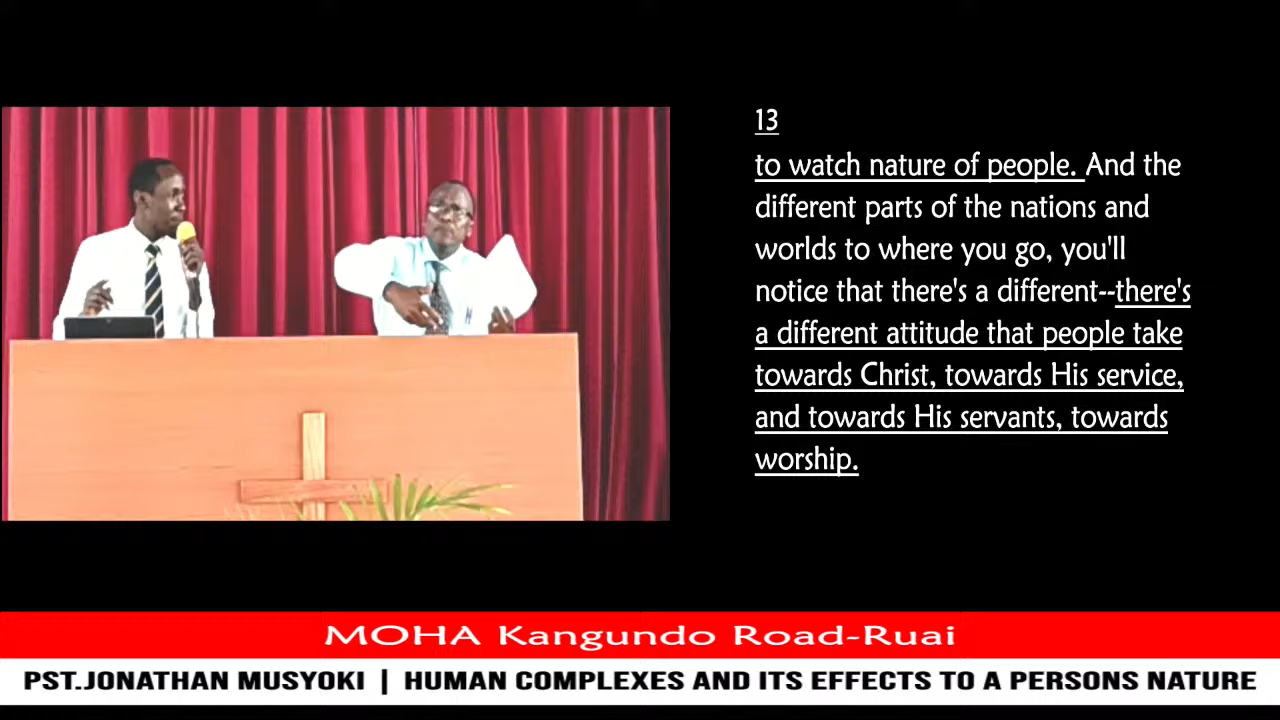 13
to watch nature of people. And the
different parts of the nations and
worlds to where you go, you'll
notice that there's a different--there's
a different attitude that people take
towards Christ, towards His service,
and towards His servants, towards
worship.
MOHA Kangundo Road-Ruai
PST.JONATHAN MUSYOKI | HUMAN COMPLEXES AND ITS EFFECTS TO A PERSONS NATURE